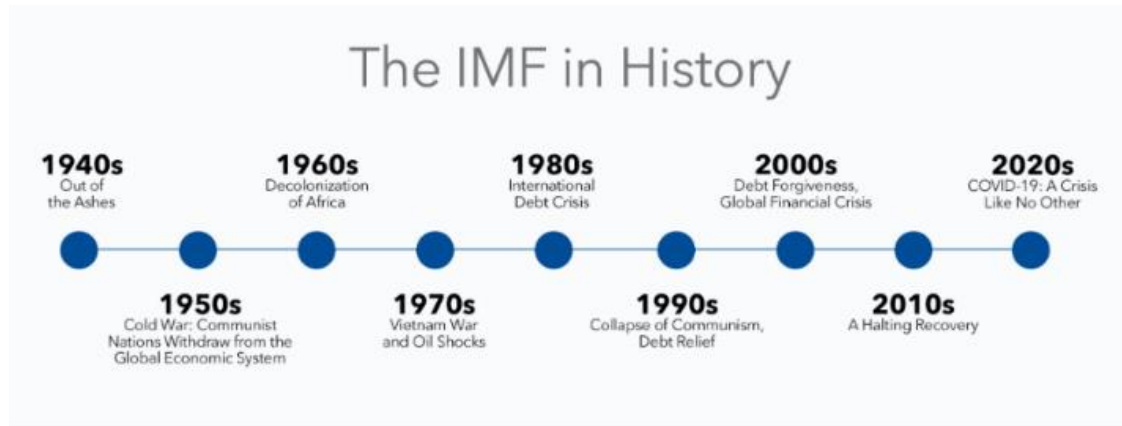 The IMF in History
1940s
Out of
the Ashes
1950s
Cold War: Communist
Nations Withdraw from the
Global Economic System
1960s
Decolonization
of Africa
1970s
Vietnam War
and Oil Shocks
1980s
International
Debt Crisis
1990s
Collapse of Communism,
Debt Relief
2000s
Debt Forgiveness,
Global Financial Crisis
2010s
A Halting Recovery
2020s
COVID-19: A Crisis
Like No Other